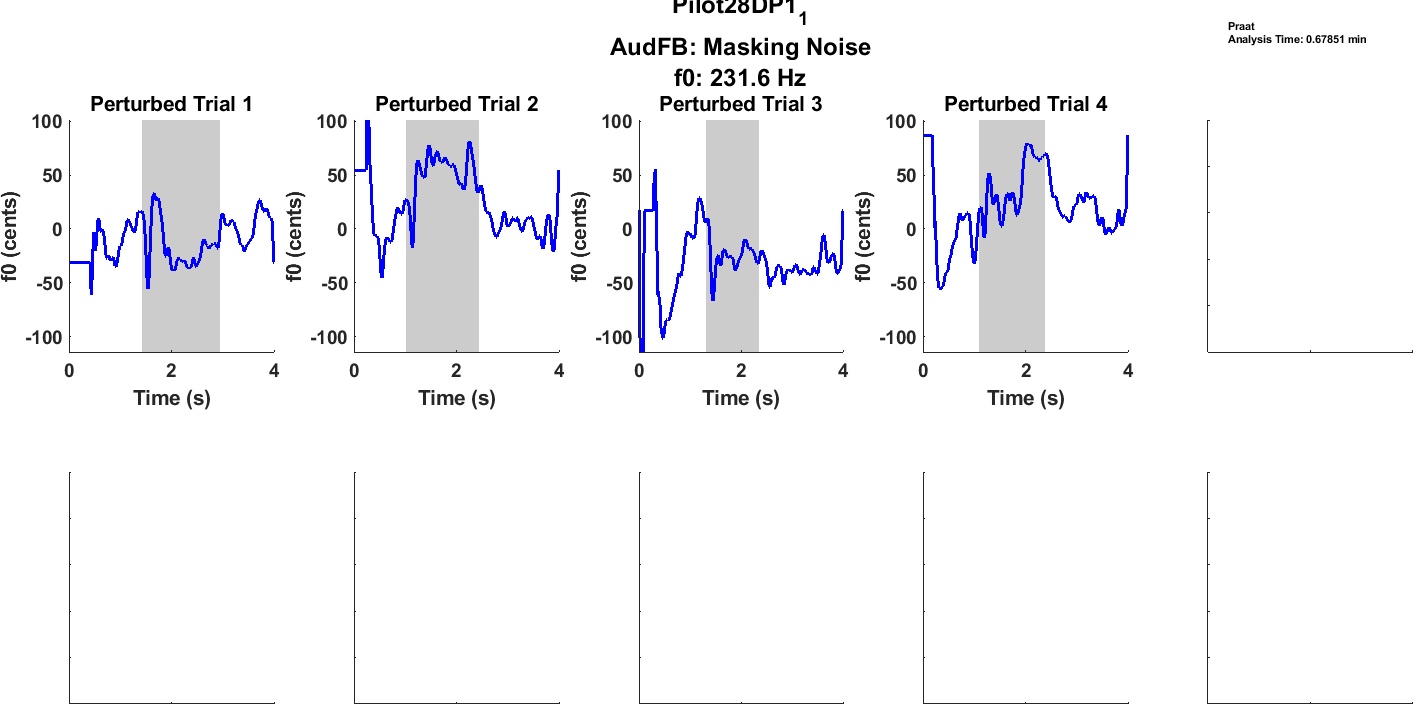 Pilot28DP1_1
AudFB: Masking Noise
f0: 231.6 Hz
Praat
Analysis Time: 0.67851 min
Perturbed Trial 1
100
50
0
-50
-100
f0 (cents)
0 2 4
Time (s)
Perturbed Trial 2
100
50
0
-50
-100
f0 (cents)
0 2 4
Time (s)
Perturbed Trial 3
100
50
0
-50
-100
f0 (cents)
0 2 4
Time (s)
Perturbed Trial 4
100
50
0
-50
-100
f0 (cents)
0 2 4
Time (s)